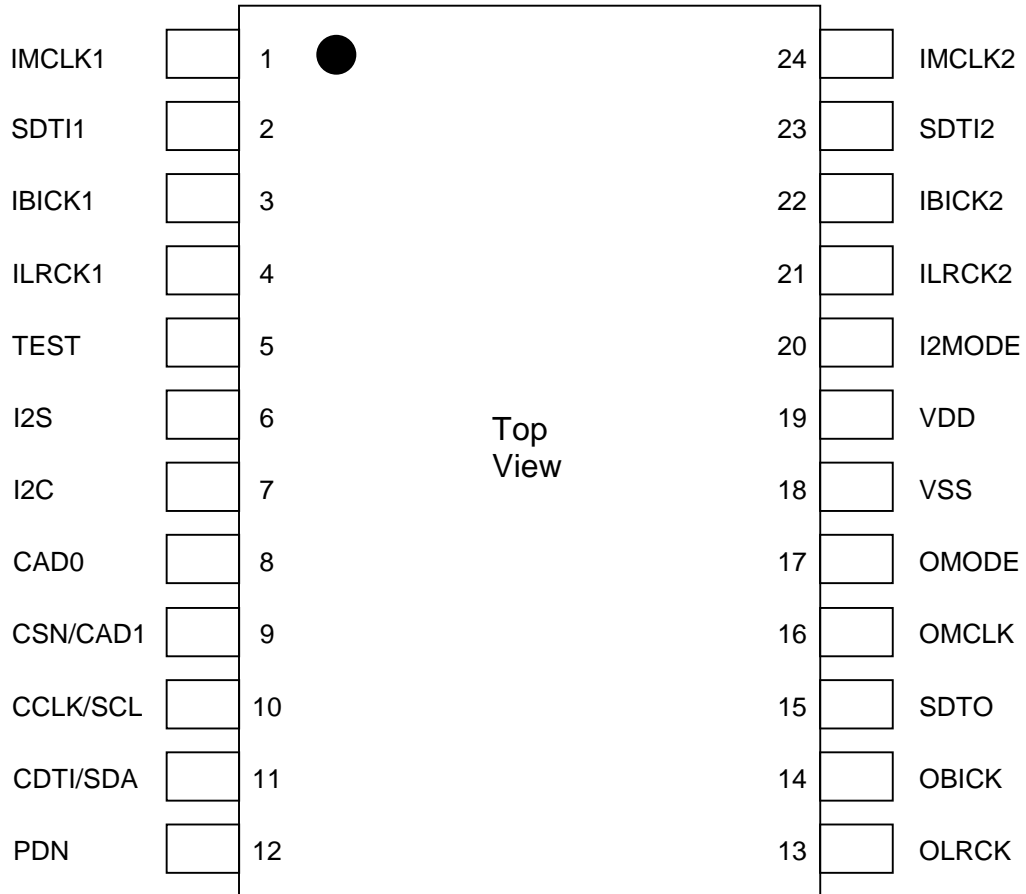 IMCLK1 1 24 IMCLK2
SDTI1 2 23 SDTI2
IBICK1 3 22 IBICK2
ILRCK1 4 21 ILRCK2
TEST 5 20 I2MODE
I2S 6 19 VDD
Top
View
I2C 7 18 VSS
CAD0 8 17 OMODE
CSN/CAD1 9 16 OMCLK
CCLK/SCL 10 15 SDTO
CDTI/SDA 11 14 OBICK
PDN 12 13 OLRCK